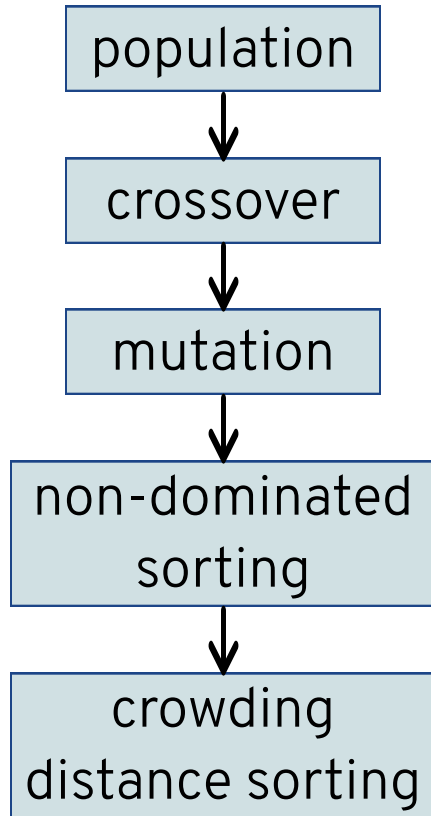 population
crossover
mutation
non-dominated
sorting
crowding
distance sorting